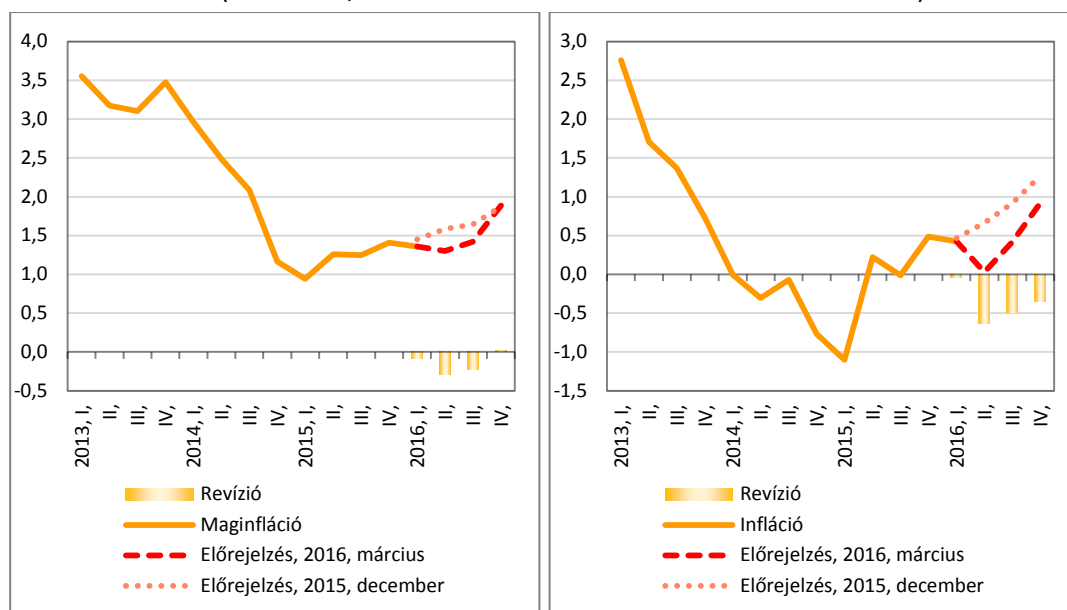 4,0
3,5
3,0
2,5
2,0
1,5
1,0
0,5
0,0
-0,5
2013, I,
II,
III,
IV,
2014, I,
II,
III,
IV,
2015, I,
II,
III,
IV,
2016, I,
II,
III,
IV,
Revízió
Maginfláció
Előrejelzés, 2016, március
Előrejelzés, 2015, december
3,0
2,5
2,0
1,5
1,0
0,5
0,0
-0,5
-1,0
-1,5
2013, I,
II,
III,
IV,
2014, I,
II,
III,
IV,
2015, I,
II,
III,
IV,
2016, I,
II,
III,
IV,
Revízió
Infláció
Előrejelzés, 2016, március
Előrejelzés, 2015, december